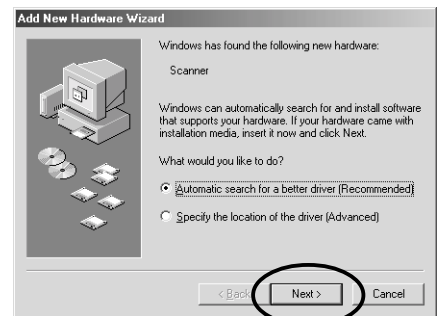 Add New Hardware Wizard
Windows has found the following new hardware:
Scanner
Windows can automatically search for and install software
that supports your hardware. If your hardware came with
installation media, insert it now and click Next.
What would you like to do?
Automatic search for a better driver (Recommended)
Specify the location of the driver (Advanced)
< Back Next > Cancel